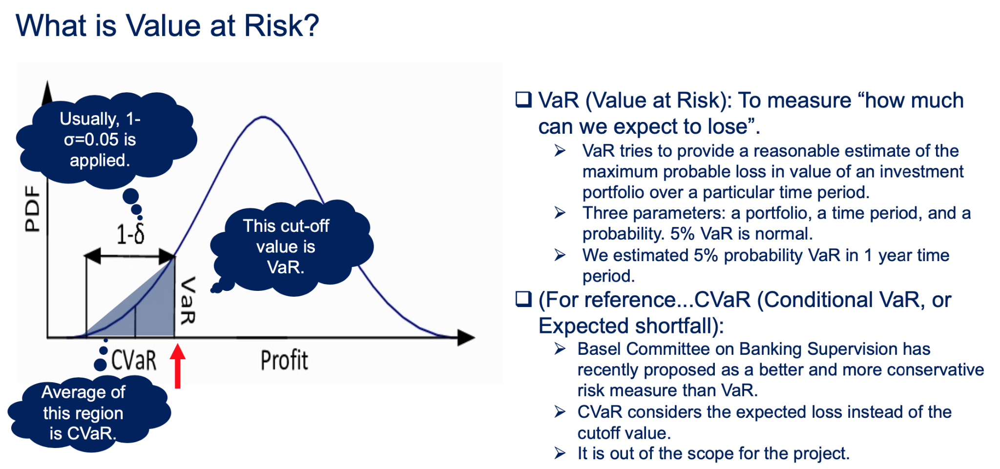 What is Value at Risk?
Usually, 1-
σ=0.05 is
applied.
PDF
1-δ
This cut-off
value is
VaR.
VaR
CVaR
Profit
Average of
this region
is CVaR.
❑ VaR (Value at Risk): To measure “how much
can we expect to lose”.
➢ VaR tries to provide a reasonable estimate of the
maximum probable loss in value of an investment
portfolio over a particular time period.
➢ Three parameters: a portfolio, a time period, and a
probability. 5% VaR is normal.
➢ We estimated 5% probability VaR in 1 year time
period.
❑ (For reference...CVaR (Conditional VaR, or
Expected shortfall):
➢ Basel Committee on Banking Supervision has
recently proposed as a better and more conservative
risk measure than VaR.
➢ CVaR considers the expected loss instead of the
cutoff value.
➢ It is out of the scope for the project.